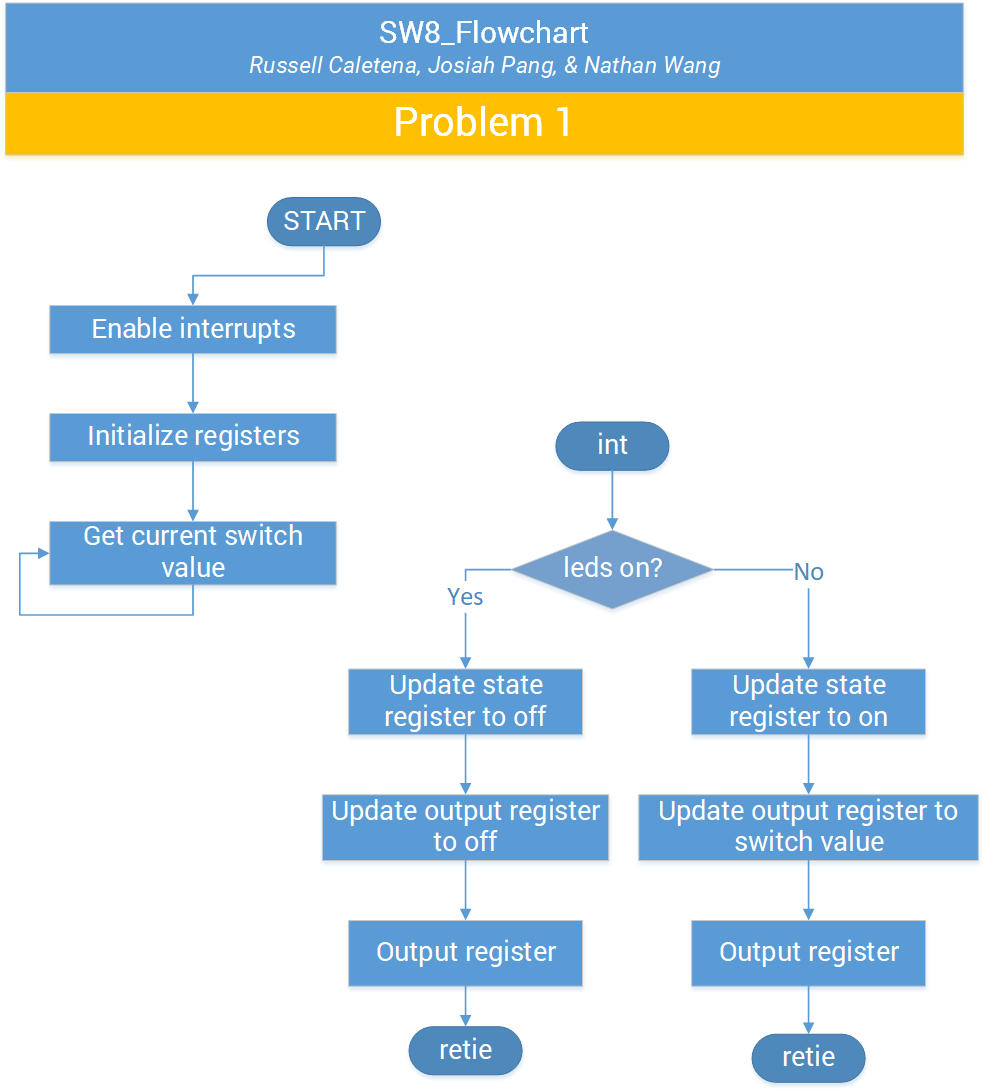 SW8_Flowchart
Russell Caletena, Josiah Pang, & Nathan Wang
Problem 1
START
Enable interrupts
Initialize registers
Get current switch
value
int
leds on?
Yes
No
Update state
register to off
Update output register
to off
Output register
retie
Update state
register to on
Update output register to
switch value
Output register
retie